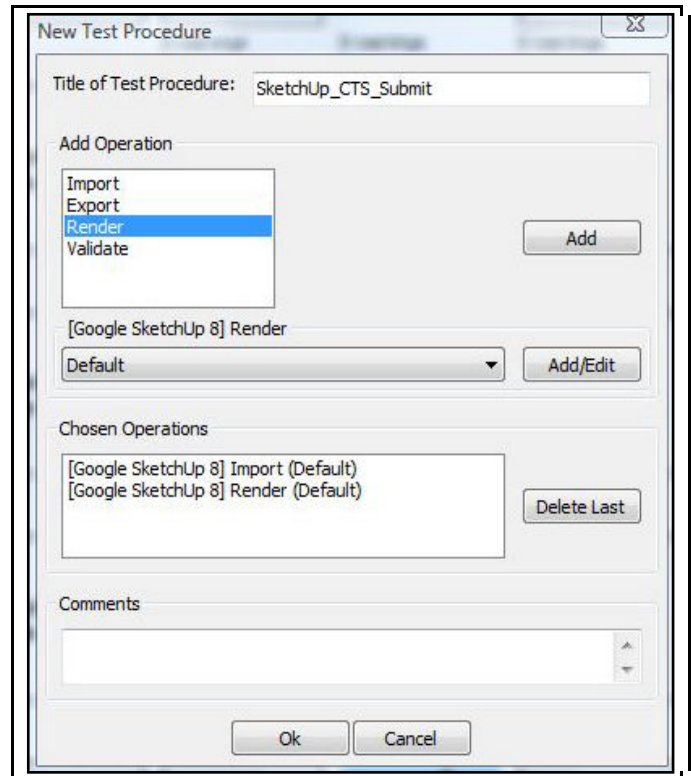 New Test Procedure
Title of Test Procedure: SketchUp_CTS_Submit
Add Operation
Import
Export
Render
Validate
Add
[Google SketchUp 8] Render
Default
Add/Edit
Chosen Operations
[Google SketchUp 8] Import (Default)
[Google SketchUp 8] Render (Default)
Delete Last
Comments
Ok Cancel